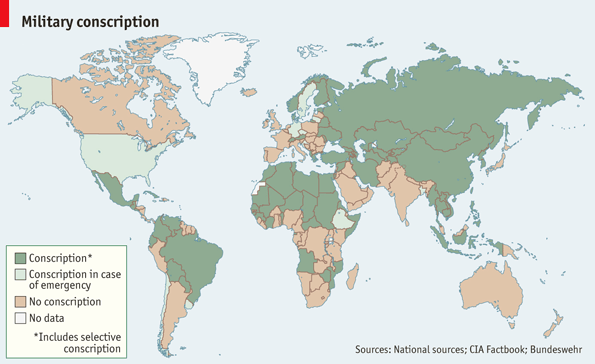 Military conscription
Conscription*
Conscription in case
of emergency
No conscription
No data
*Includes selective
conscription
Sources: National sources; CIA Factbook; Bundeswehr